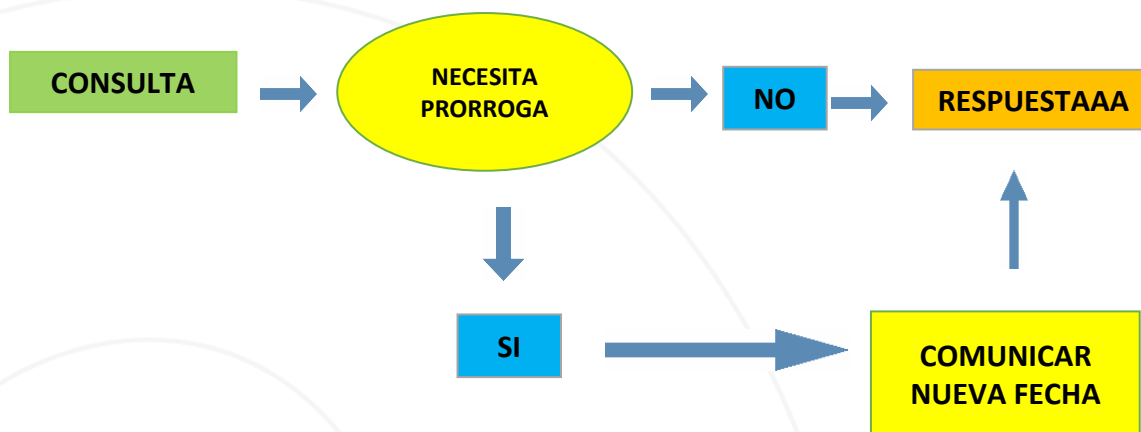 CONSULTA
NECESITA
PRORROGA
NO
RESPUESTAAA
SI
COMUNICAR
NUEVA FECHA